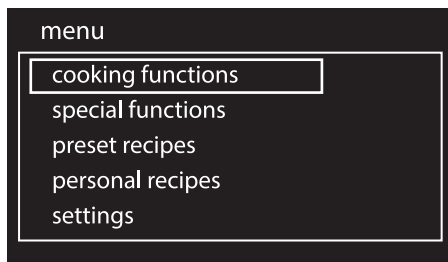 menu
cooking functions
special functions
preset recipes
personal recipes
settings